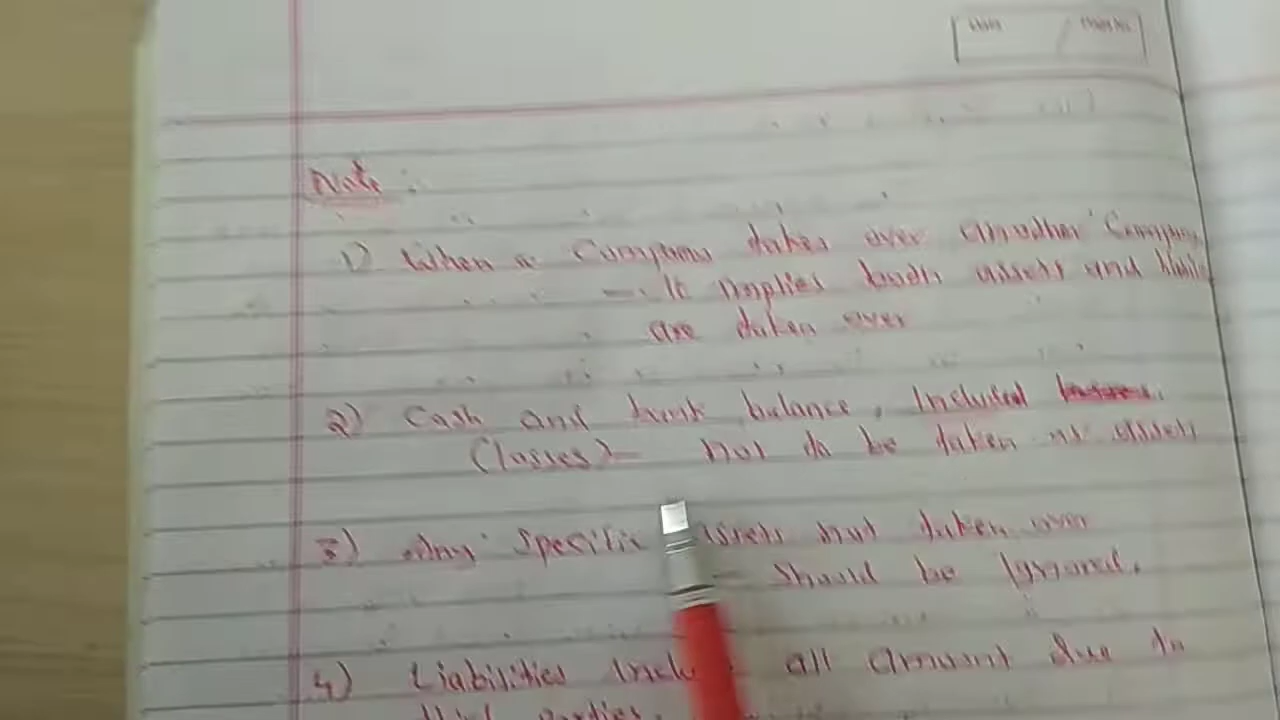 Note :
1) When a Company takes over another Company
— It implies both assets and
are taken over
2) Cash and bank balance, Included
(Losses) — not to be taken as assets
3) Any Specific assets not taken over
— Should be Ignored.
4) Liabilities all amount due to
third parties.